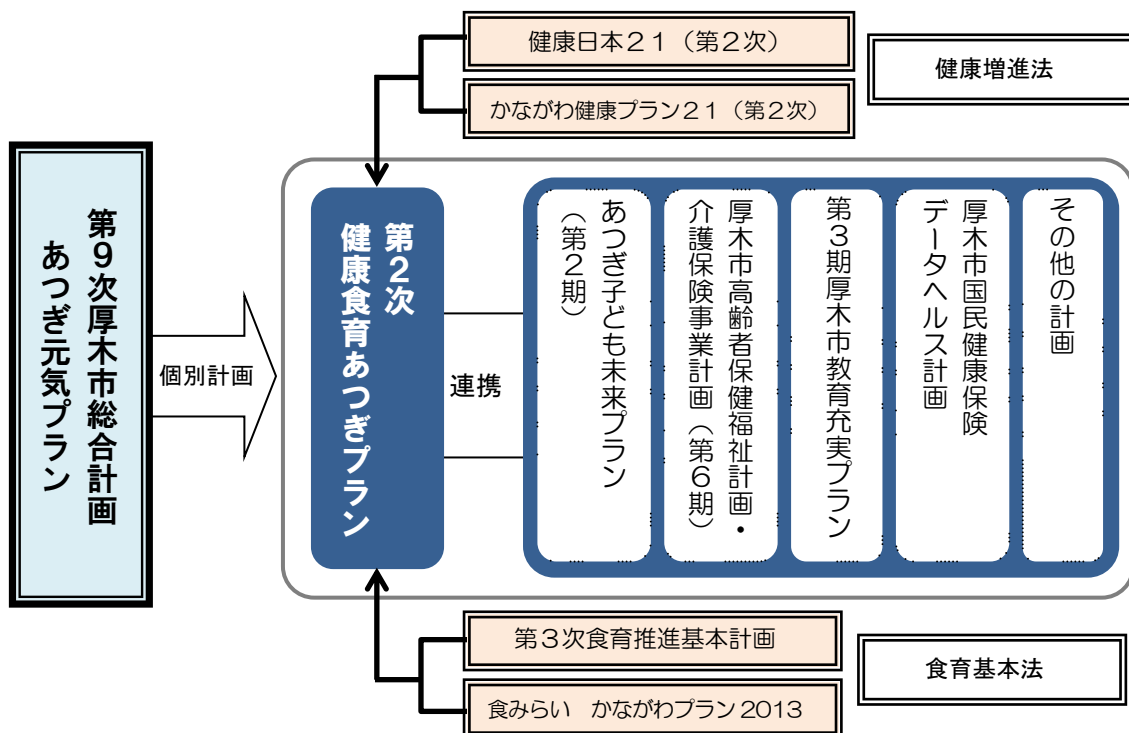 健康日本２１（第２次）
かながわ健康プラン２１（第２次）
健康増進法
第９次厚木市総合計画
あつぎ元気プラン
個別計画
第２次
健康食育あつぎプラン
連携
あつぎ子ども未来プラン
（第２期）
厚木市高齢者保健福祉計画・
介護保険事業計画（第６期）
第３期厚木市教育充実プラン
厚木市国民健康保険
データヘルス計画
その他の計画
第３次食育推進基本計画
食みらい　かながわプラン2013
食育基本法